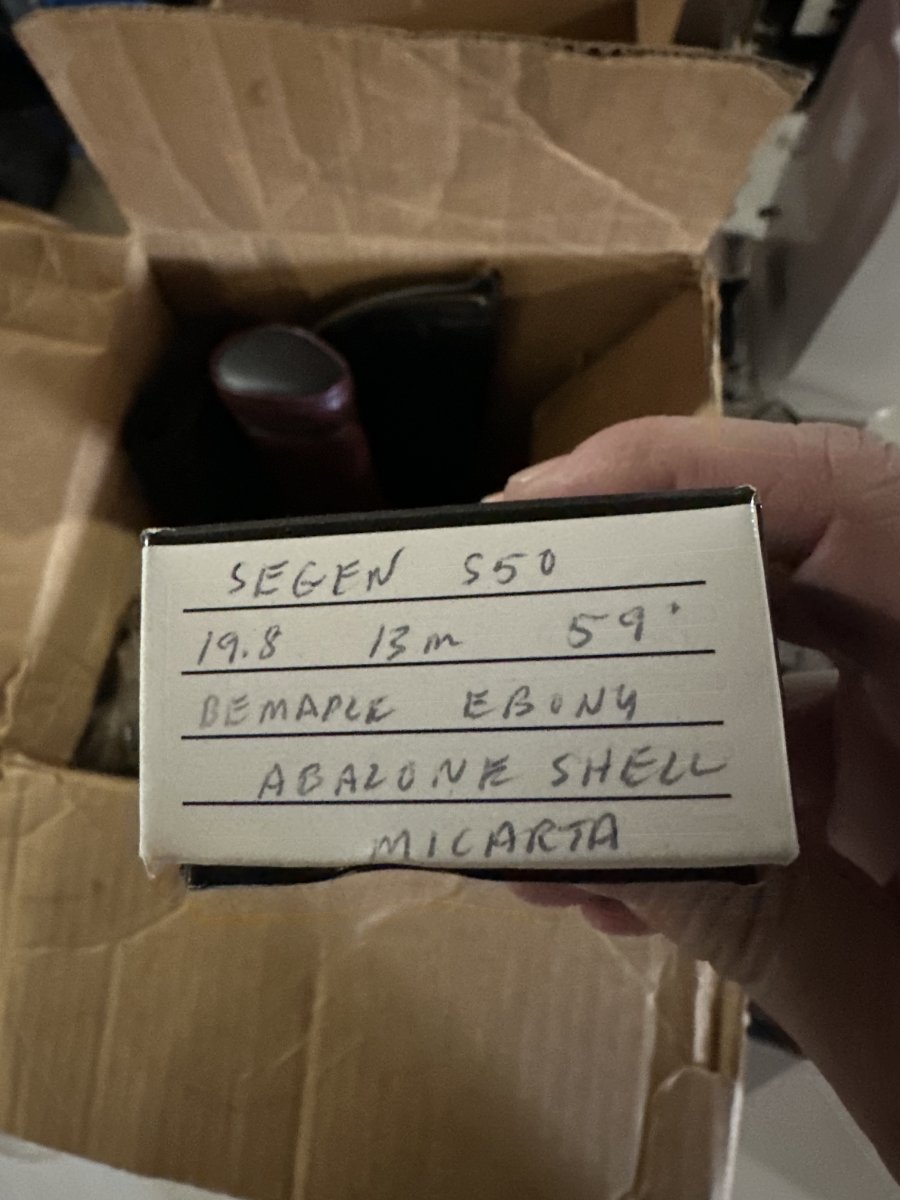 SEGEN S50
19.8 13m 59"
BEMAPLE EBONY
ABALONE SHELL
MICARTA